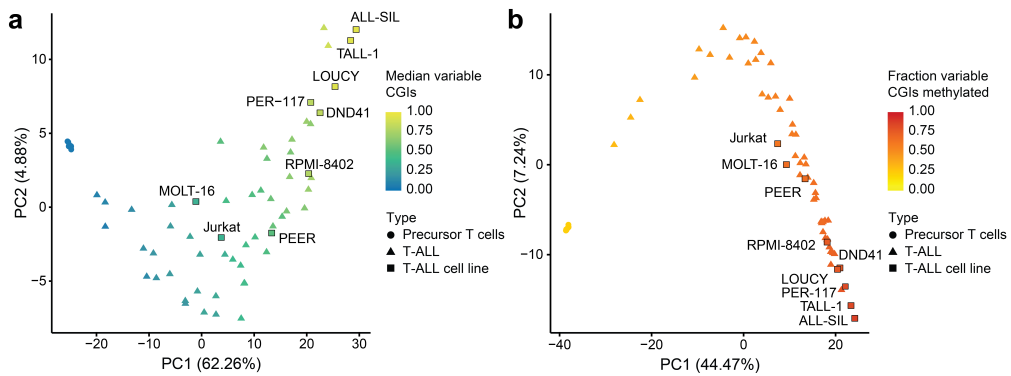 a
ALL-SIL
TALL-1
LOUCY
PER−117
DND41
RPMI-8402
MOLT-16
Jurkat
PEER
10
5
0
−5
PC2 (4.88%)
−20
−10
0
10
20
30
PC1 (62.26%)
Median variable
CGIs
1.00
0.75
0.50
0.25
0.00
Type
Precursor T cells
T-ALL
T-ALL cell line
b
Jurkat
MOLT-16
PEER
RPMI-8402
DND41
LOUCY
PER-117
TALL-1
ALL-SIL
10
0
−10
PC2 (7.24%)
−40
−20
0
20
PC1 (44.47%)
Fraction variable
CGIs methylated
1.00
0.75
0.50
0.25
0.00
Type
Precursor T cells
T-ALL
T-ALL cell line